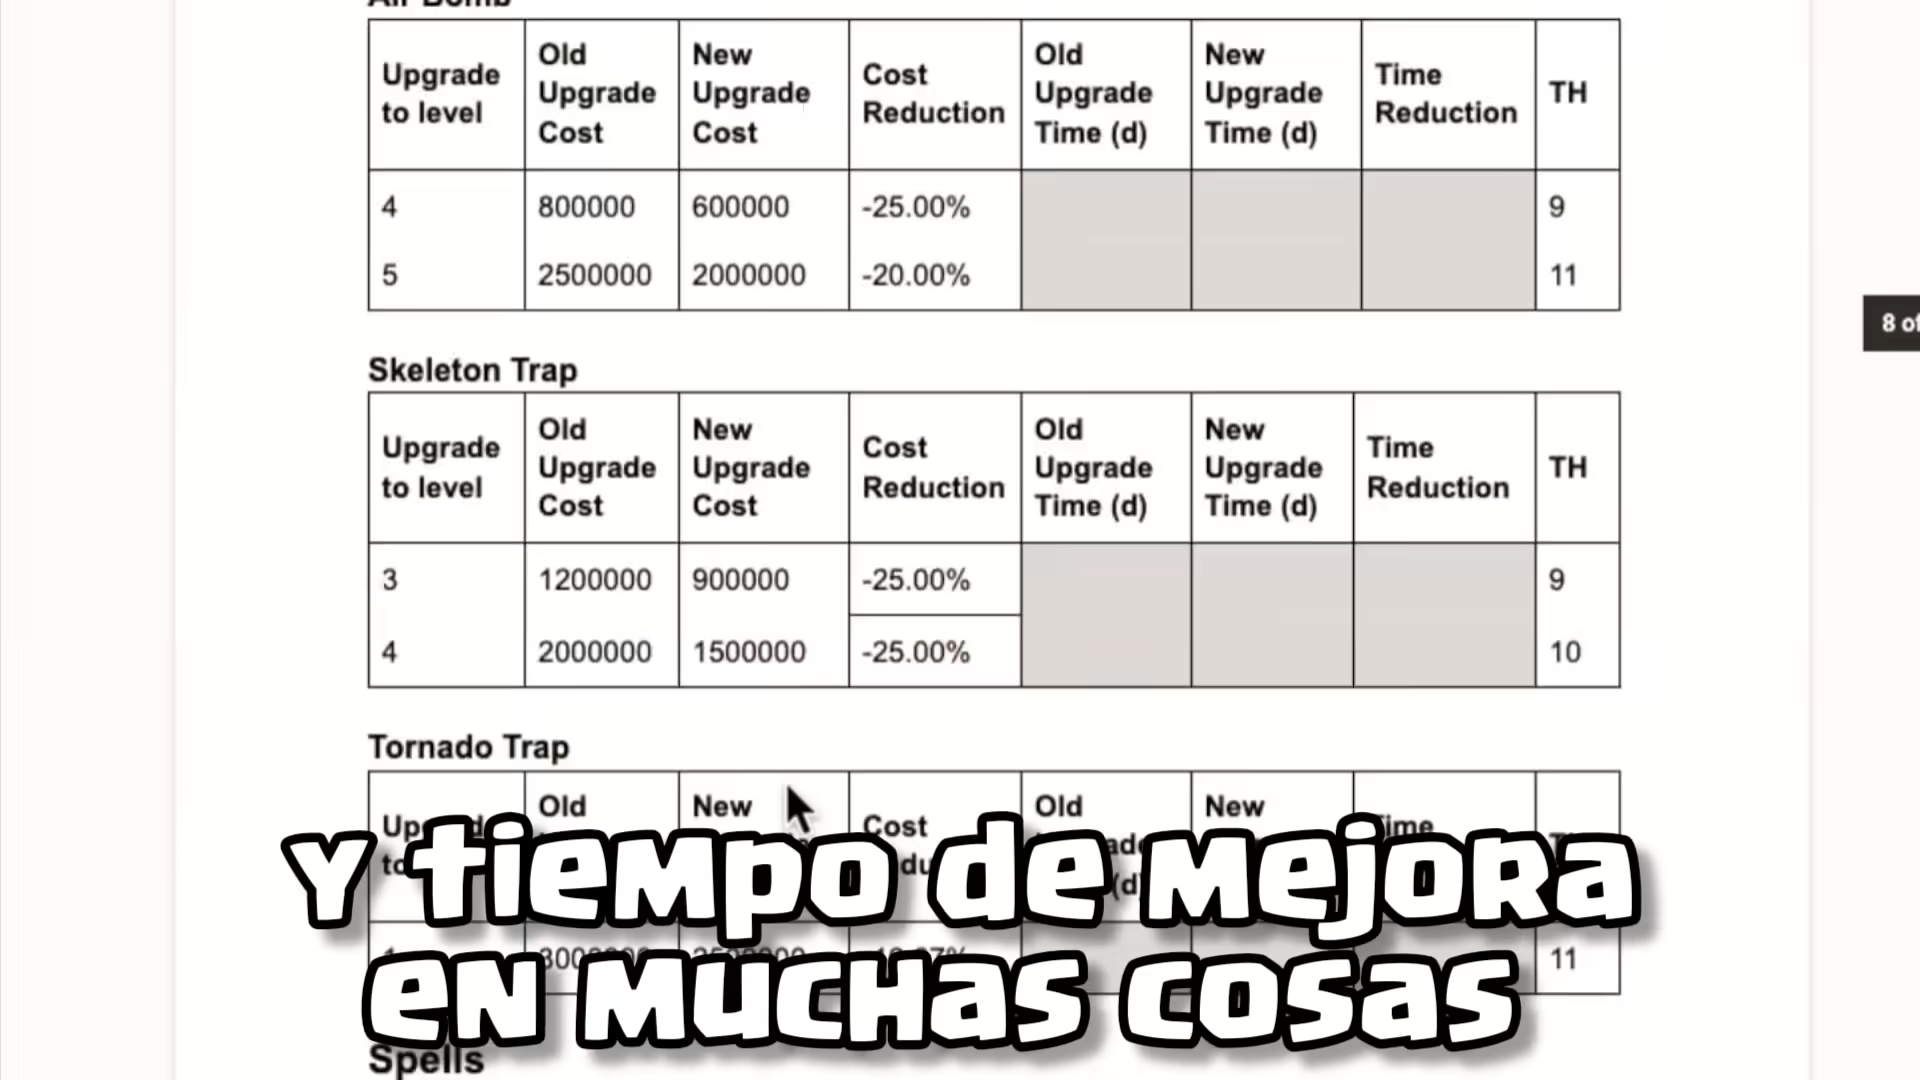 Air Bomb
Upgrade to level | Old Upgrade Cost | New Upgrade Cost | Cost Reduction | Old Upgrade Time (d) | New Upgrade Time (d) | Time Reduction | TH
4 | 800000 | 600000 | -25.00% | | | | 9
5 | 2500000 | 2000000 | -20.00% | | | | 11
8 of
Skeleton Trap
Upgrade to level | Old Upgrade Cost | New Upgrade Cost | Cost Reduction | Old Upgrade Time (d) | New Upgrade Time (d) | Time Reduction | TH
3 | 1200000 | 900000 | -25.00% | | | | 9
4 | 2000000 | 1500000 | -25.00% | | | | 10
Tornado Trap
Old | New | Cost | Old | New | Time
11
Y tiempo de mejora
en muchas cosas
Spells